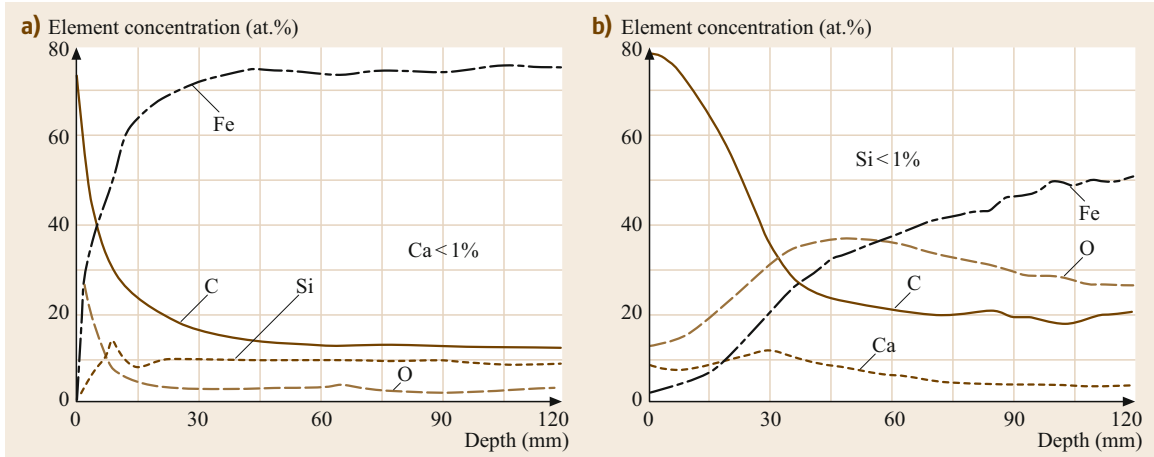 a) Element concentration (at.%)
80
60
40
20
0
Fe
Ca < 1%
C
Si
O
0 30 60 90 120
Depth (mm)
b) Element concentration (at.%)
80
60
40
20
0
Si < 1%
Fe
O
C
Ca
0 30 60 90 120
Depth (mm)